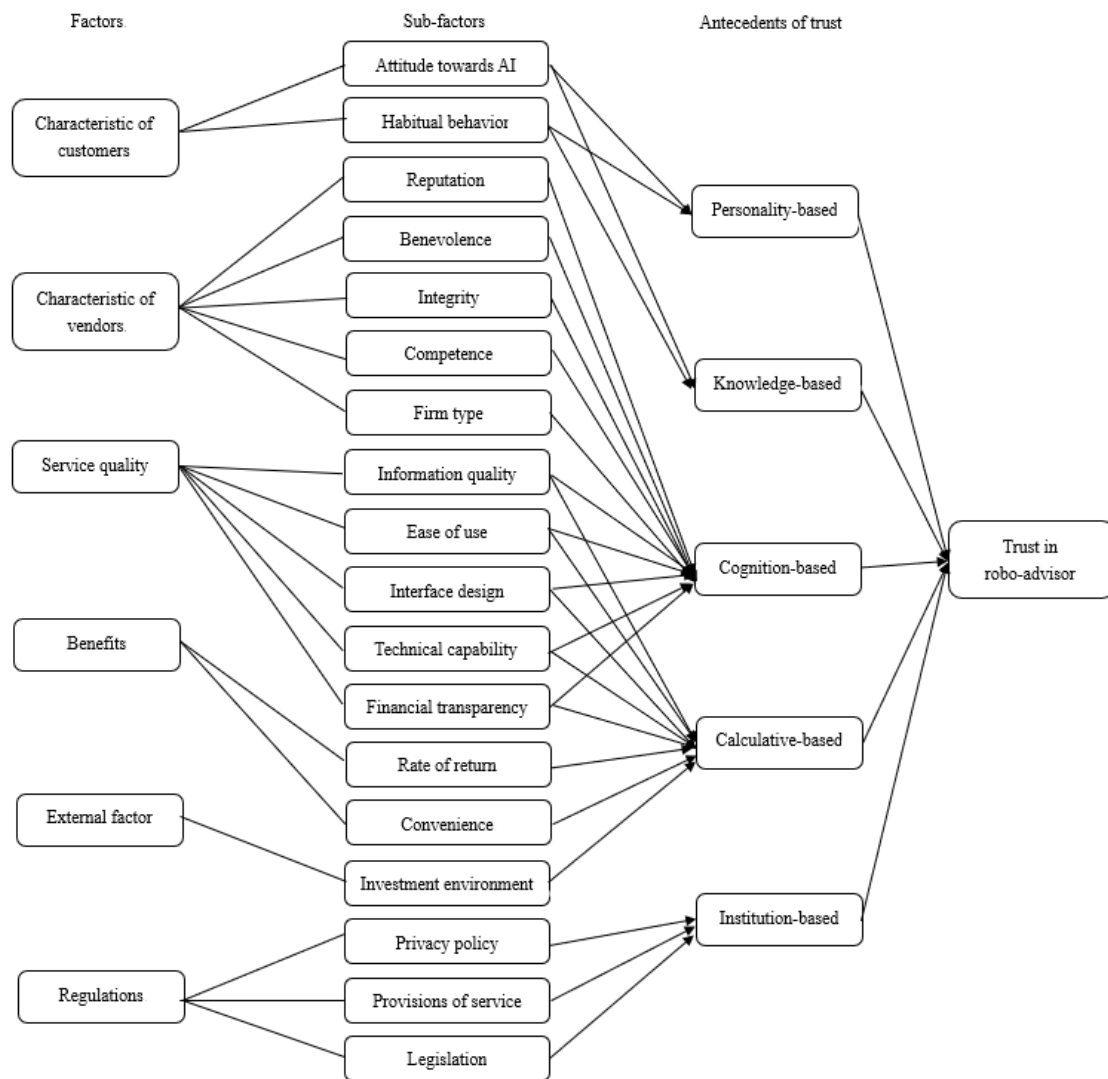 Factors
Sub-factors
Antecedents of trust
Attitude towards AI
Characteristic of
customers
Habitual behavior
Reputation
Personality-based
Benevolence
Characteristic of
vendors
Integrity
Competence
Knowledge-based
Firm type
Service quality
Information quality
Ease of use
Cognition-based
Trust in
robo-advisor
Interface design
Benefits
Technical capability
Financial transparency
Calculative-based
Rate of return
External factor
Convenience
Investment environment
Institution-based
Privacy policy
Regulations
Provisions of service
Legislation